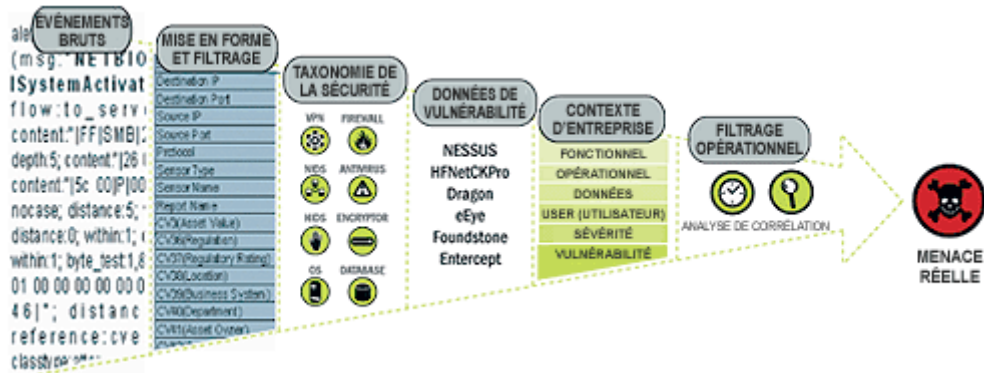 ÉVÉNEMENTS
BRUTS
ale
(msg:"NETBIO
ISystemActivat
flow:to_serv
content:"|FF|SMB|2
depth:5; content:"|26
content:"|5c 00|P|00
nocase; distance:5;
distance:0; within:1;
within:1; byte_test:1,8
01 00 00 00 00 00 0
46|"; distanc
reference:cve
MISE EN FORME
ET FILTRAGE
Destination IP
Destination Port
Source IP
Source Port
Protocol
Sensor Type
Sensor Name
Report Name
CV35(Asset Value)
CV36(Regulation)
CV37(Regulatory Rating)
CV38(Location)
CV39(Business System)
CV40(Department)
CV41(Asset Owner)
TAXONOMIE DE
LA SÉCURITÉ
VPN FIREWALL
NIDS ANTIVIRUS
HIDS ENCRYPTOR
OS DATABASE
DONNÉES DE
VULNÉRABILITÉ
NESSUS
HFNetCKPro
Dragon
eEye
Foundstone
Entercept
CONTEXTE
D'ENTREPRISE
FONCTIONNEL
OPÉRATIONNEL
DONNÉES
USER (UTILISATEUR)
SÉVÉRITÉ
VULNÉRABILITÉ
FILTRAGE
OPÉRATIONNEL
ANALYSE DE CORRÉLATION
MENACE
RÉELLE